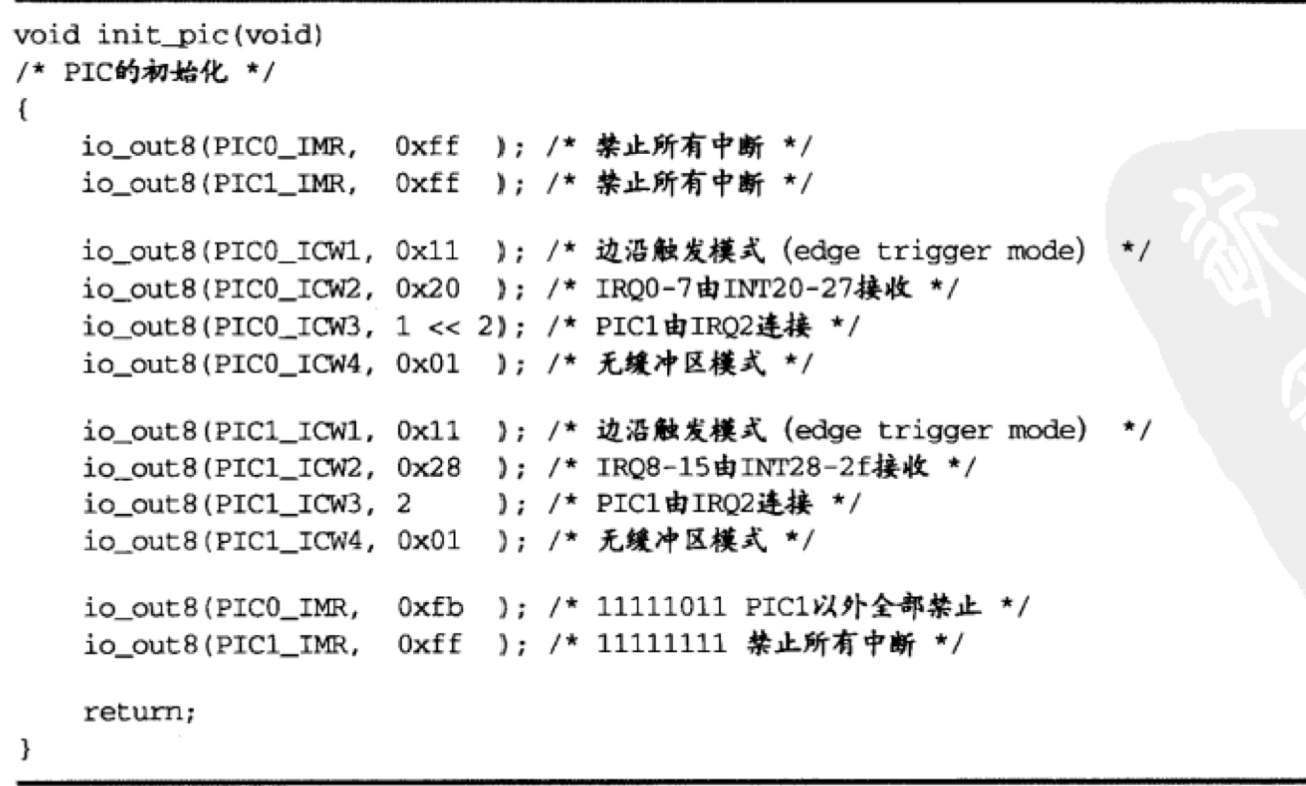 void init_pic(void)
/* PIC的初始化 */
{
    io_out8(PIC0_IMR,  0xff  ); /* 禁止所有中断 */
    io_out8(PIC1_IMR,  0xff  ); /* 禁止所有中断 */

    io_out8(PIC0_ICW1, 0x11  ); /* 边沿触发模式 (edge trigger mode) */
    io_out8(PIC0_ICW2, 0x20  ); /* IRQ0-7由INT20-27接收 */
    io_out8(PIC0_ICW3, 1 << 2); /* PIC1由IRQ2连接 */
    io_out8(PIC0_ICW4, 0x01  ); /* 无缓冲区模式 */

    io_out8(PIC1_ICW1, 0x11  ); /* 边沿触发模式 (edge trigger mode) */
    io_out8(PIC1_ICW2, 0x28  ); /* IRQ8-15由INT28-2f接收 */
    io_out8(PIC1_ICW3, 2     ); /* PIC1由IRQ2连接 */
    io_out8(PIC1_ICW4, 0x01  ); /* 无缓冲区模式 */

    io_out8(PIC0_IMR,  0xfb  ); /* 11111011 PIC1以外全部禁止 */
    io_out8(PIC1_IMR,  0xff  ); /* 11111111 禁止所有中断 */

    return;
}